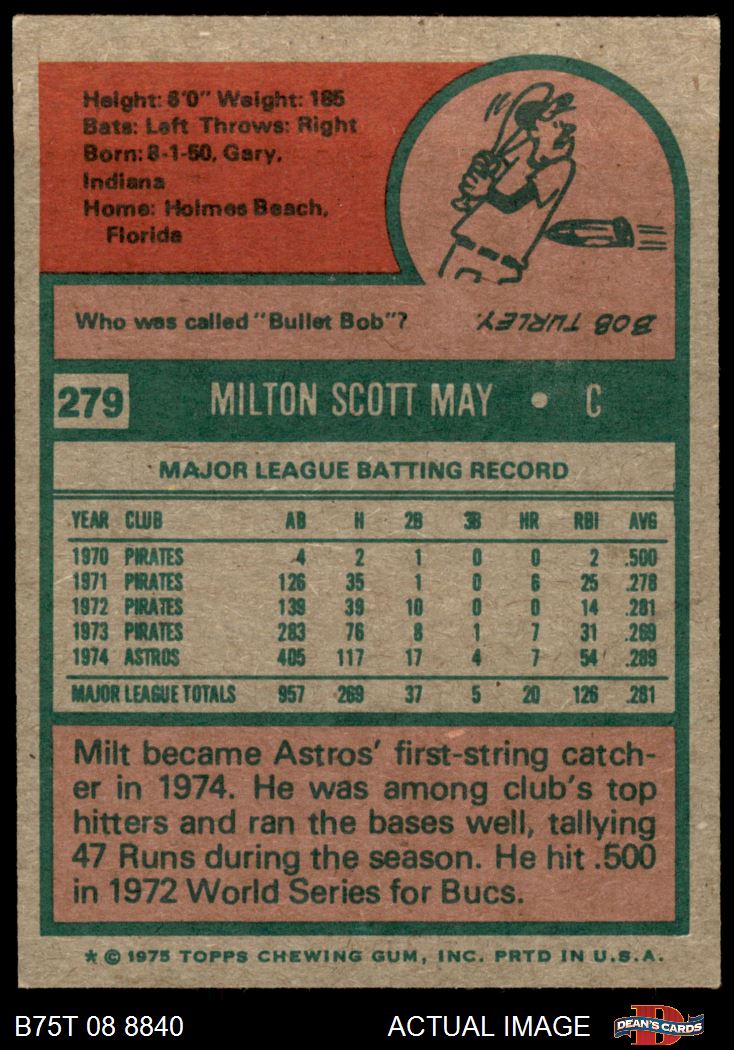 Height: 6'0" Weight: 185
Bats: Left Throws: Right
Born: 8-1-50, Gary,
Indiana
Home: Holmes Beach,
Florida
Who was called "Bullet Bob"?
BOB TURLEY.
279 MILTON SCOTT MAY • C
MAJOR LEAGUE BATTING RECORD
YEAR CLUB AB H 2B 3B HR RBI AVG
1970 PIRATES 4 2 1 0 0 2 .500
1971 PIRATES 126 35 1 0 6 25 .278
1972 PIRATES 139 39 10 0 0 14 .281
1973 PIRATES 283 76 8 1 7 31 .269
1974 ASTROS 405 117 17 4 7 54 .289
MAJOR LEAGUE TOTALS 957 269 37 5 20 126 .281
Milt became Astros' first-string catch-
er in 1974. He was among club's top
hitters and ran the bases well, tallying
47 Runs during the season. He hit .500
in 1972 World Series for Bucs.
* © 1975 TOPPS CHEWING GUM, INC. PRTD IN U.S.A.
B75T 08 8840 ACTUAL IMAGE DEAN'S CARDS